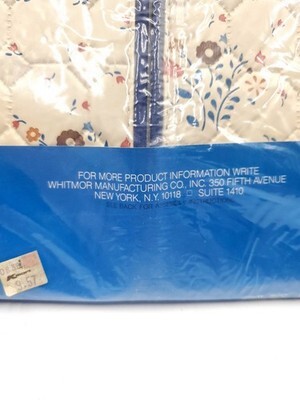 FOR MORE PRODUCT INFORMATION WRITE
WHITMOR MANUFACTURING CO., INC. 350 FIFTH AVENUE
NEW YORK, N.Y. 10118 — SUITE 1410